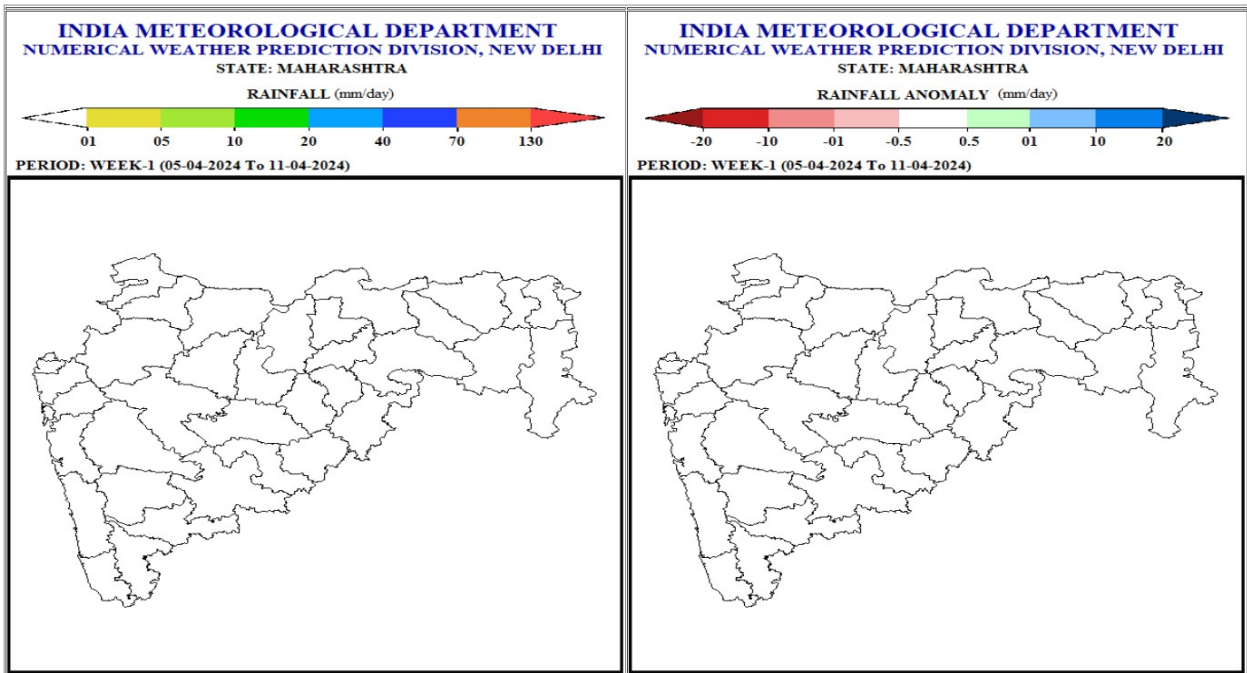 INDIA METEOROLOGICAL DEPARTMENT
NUMERICAL WEATHER PREDICTION DIVISION, NEW DELHI
STATE: MAHARASHTRA
RAINFALL (mm/day)
01 05 10 20 40 70 130
PERIOD: WEEK-1 (05-04-2024 To 11-04-2024)
INDIA METEOROLOGICAL DEPARTMENT
NUMERICAL WEATHER PREDICTION DIVISION, NEW DELHI
STATE: MAHARASHTRA
RAINFALL ANOMALY (mm/day)
-20 -10 -01 -0.5 0.5 01 10 20
PERIOD: WEEK-1 (05-04-2024 To 11-04-2024)